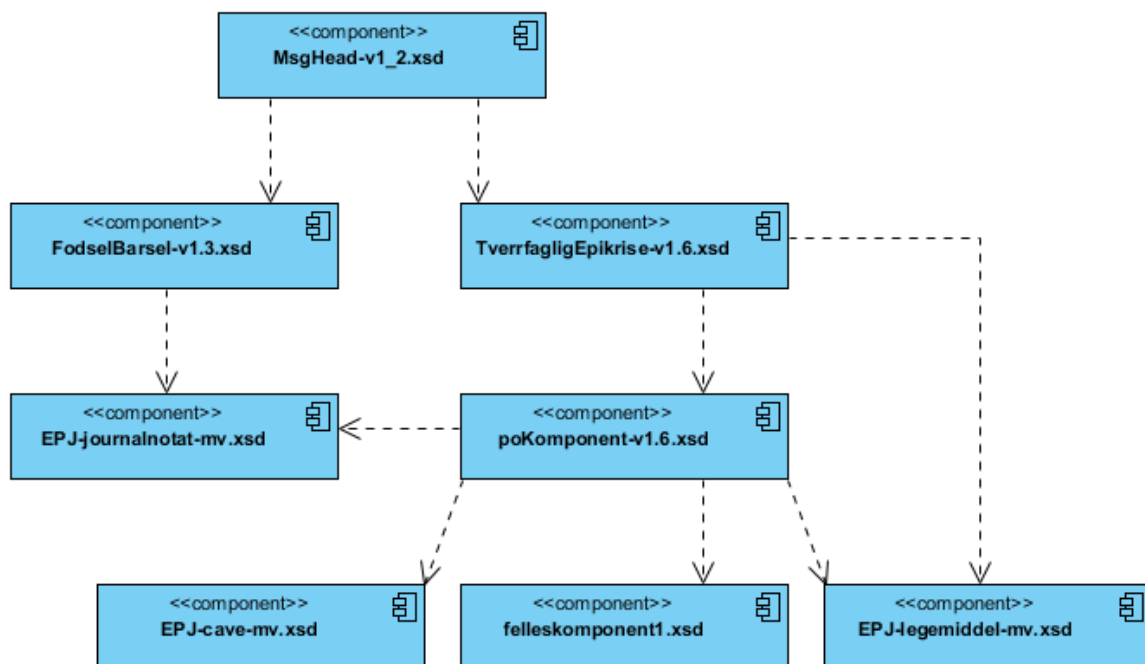 <<component>>
MsgHead-v1_2.xsd
<<component>>
FodselBarsel-v1.3.xsd
<<component>>
TverrfagligEpikrise-v1.6.xsd
<<component>>
EPJ-journalnotat-mv.xsd
<<component>>
poKomponent-v1.6.xsd
<<component>>
EPJ-cave-mv.xsd
<<component>>
felleskomponent1.xsd
<<component>>
EPJ-legemiddel-mv.xsd